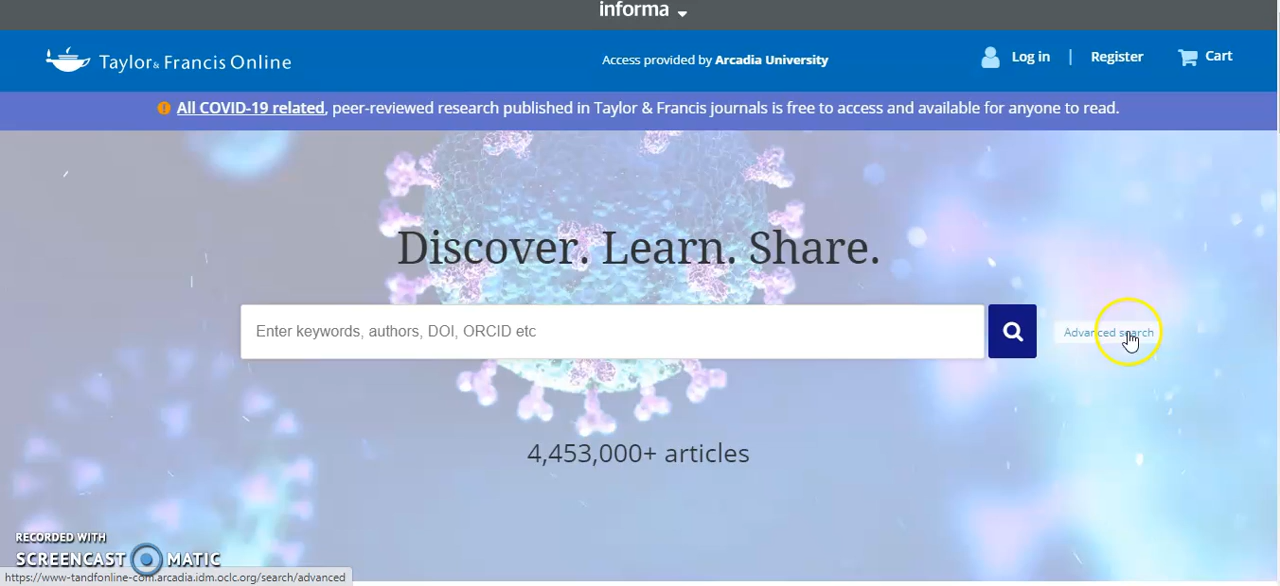 informa
Taylor & Francis Online
Access provided by Arcadia University
Log in | Register
Cart
All COVID-19 related, peer-reviewed research published in Taylor & Francis journals is free to access and available for anyone to read.
Discover. Learn. Share.
Enter keywords, authors, DOI, ORCID etc
Advanced search
4,453,000+ articles
RECORDED WITH
SCREENCAST MATIC
https://www-tandfonline-com.arcadia.idm.oclc.org/search/advanced